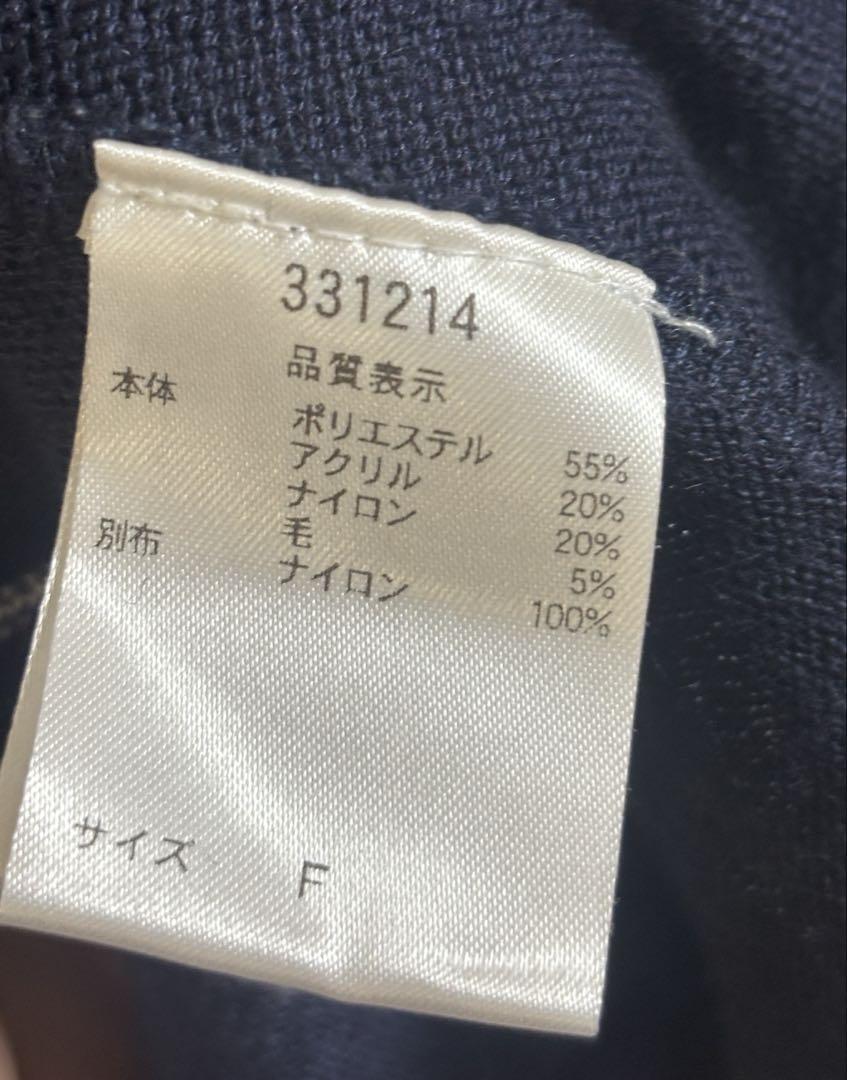 331214
品質表示
本体 ポリエステル 55%
アクリル 20%
ナイロン 20%
毛 5%
別布 ナイロン 100%
サイズ F